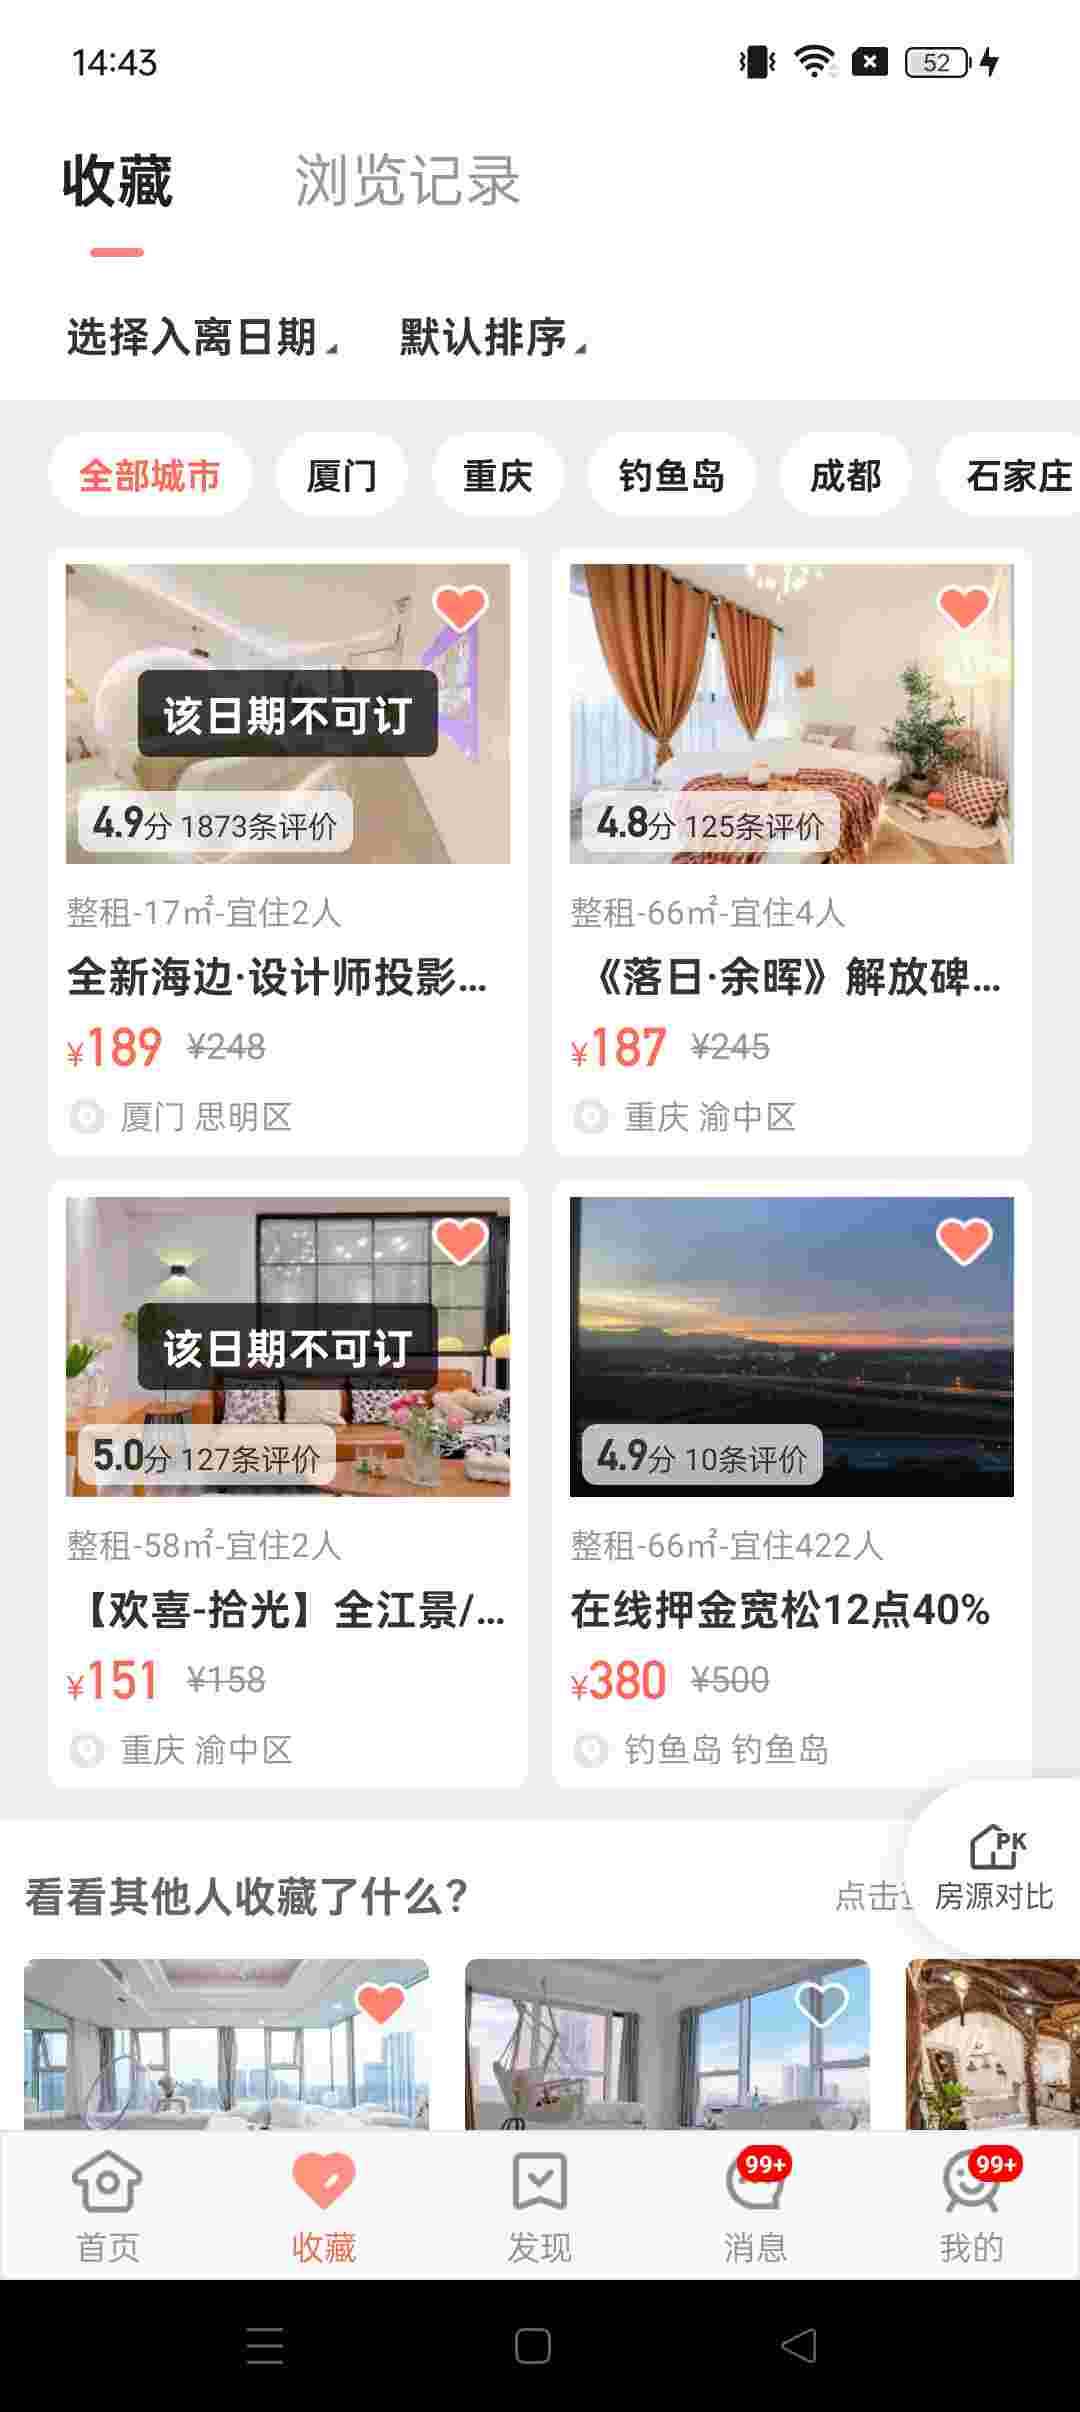 14:43
52
收藏
浏览记录
选择入离日期
默认排序
全部城市
厦门
重庆
钓鱼岛
成都
石家庄
该日期不可订
4.9分 1873条评价
整租-17㎡-宜住2人
全新海边·设计师投影...
¥189 ¥248
厦门 思明区
4.8分 125条评价
整租-66㎡-宜住4人
《落日·余晖》解放碑...
¥187 ¥245
重庆 渝中区
该日期不可订
5.0分 127条评价
整租-58㎡-宜住2人
【欢喜-拾光】全江景/...
¥151 ¥158
重庆 渝中区
4.9分 10条评价
整租-66㎡-宜住422人
在线押金宽松12点40%
¥380 ¥500
钓鱼岛 钓鱼岛
看看其他人收藏了什么?
点击
PK
房源对比
首页
收藏
发现
99+
消息
99+
我的